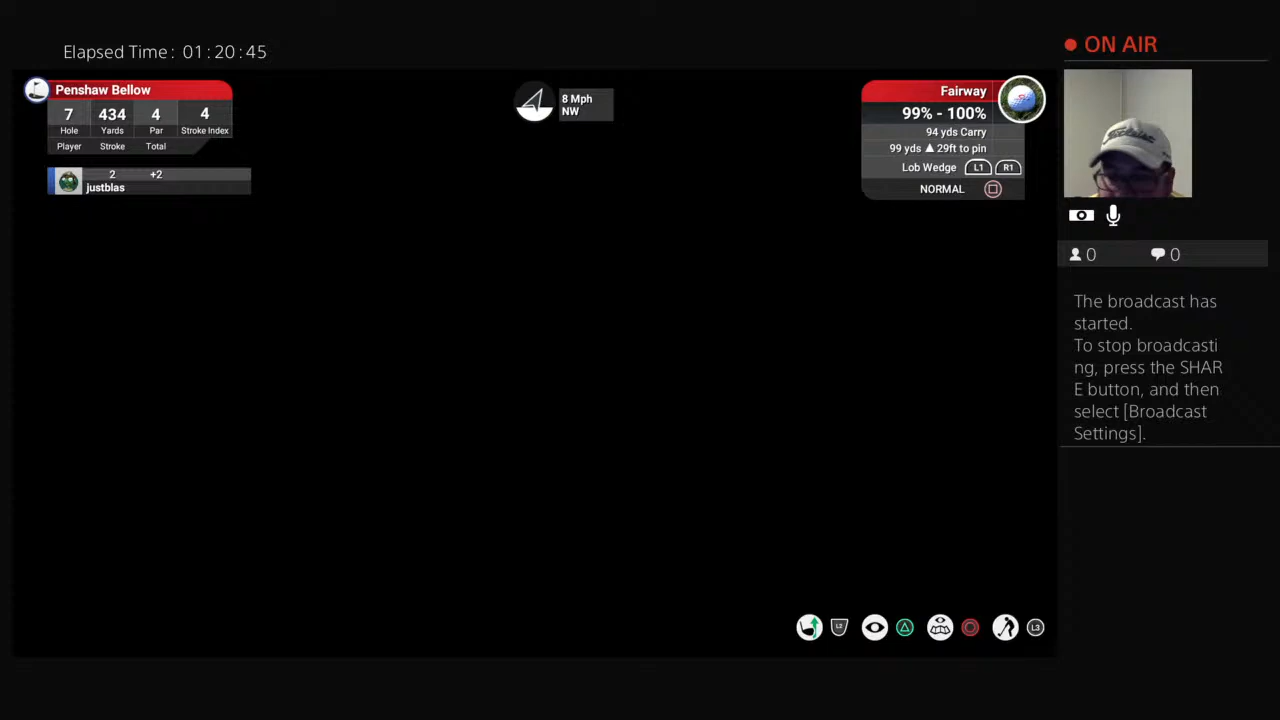 Elapsed Time: 01:20:45
ON AIR
Penshaw Bellow
7 434 4 4
Hole Yards Par Stroke Index
Player Stroke Total
2 +2
justblas
8 Mph
NW
Fairway
99% - 100%
94 yds Carry
99 yds ▲ 29ft to pin
Lob Wedge L1 R1
NORMAL
0 0
The broadcast has
started.
To stop broadcasti
ng, press the SHAR
E button, and then
select [Broadcast
Settings].
L2 L3